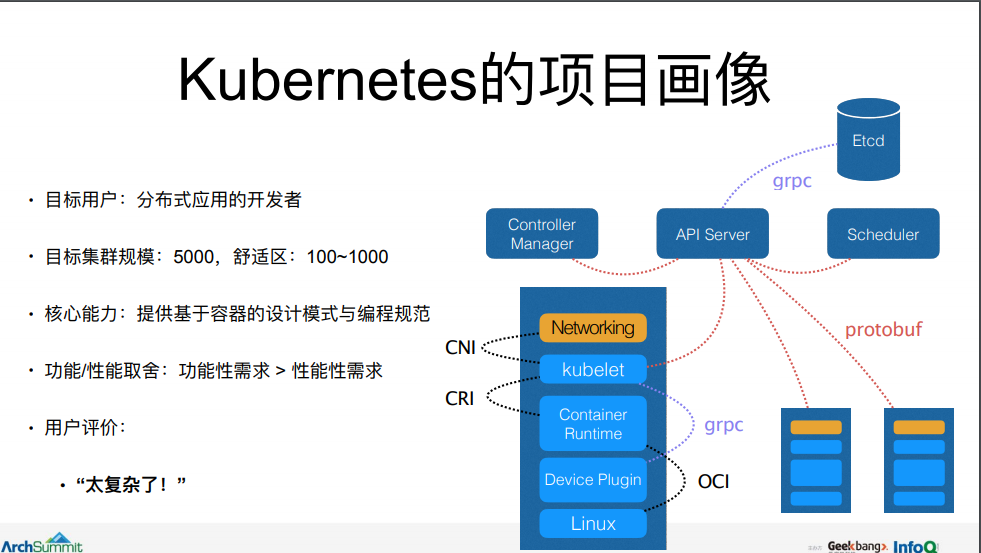 Kubernetes的项目画像
• 目标用户：分布式应用的开发者
• 目标集群规模：5000，舒适区：100~1000
• 核心能力：提供基于容器的设计模式与编程规范
• 功能/性能取舍：功能性需求 > 性能性需求
• 用户评价：
• “太复杂了！”
Etcd
grpc
Controller
Manager
API Server
Scheduler
protobuf
Networking
CNI
kubelet
CRI
Container
Runtime
grpc
Device Plugin
OCI
Linux
ArchSummit
Geekbang>.
InfoQ